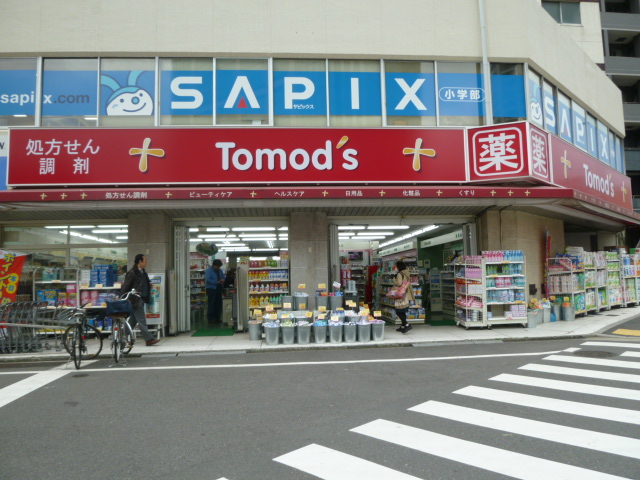 sapix.com
SAPIX
サピックス
小学部
SAPIX
処方せん
調剤
Tomod's
薬
薬
Tomod's
処方せん調剤
ビューティケア
ヘルスケア
日用品
化粧品
くすり